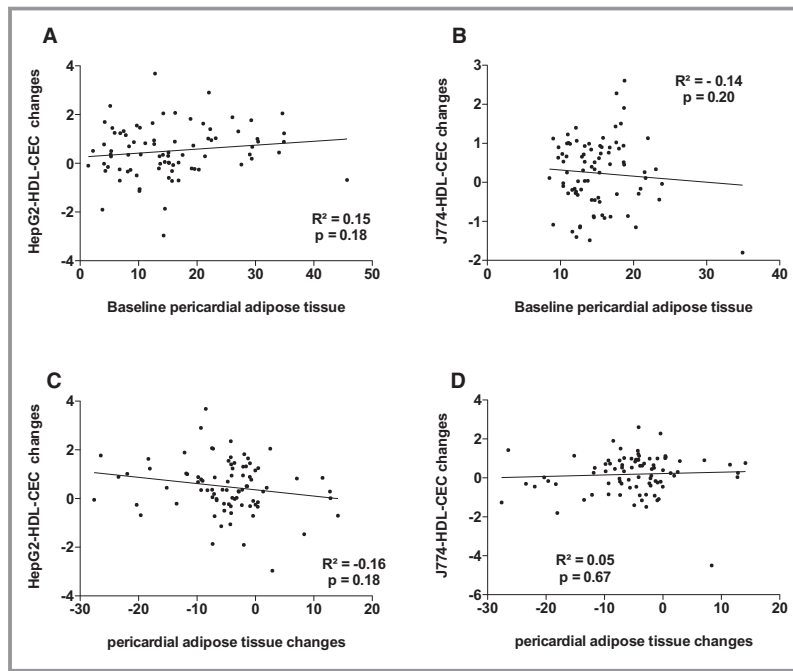 A
HepG2-HDL-CEC changes
4
2
0
2
-4
0
10
20
30
40
50
R² = 0.15
p = 0.18
Baseline pericardial adipose tissue
B
J774-HDL-CEC changes
3
2
1
0
-1
-2
0
10
20
30
40
R² = - 0.14
p = 0.20
Baseline pericardial adipose tissue
C
HepG2-HDL-CEC changes
4
2
0
2
-4
-30
-20
-10
0
10
20
R² = -0.16
p = 0.18
pericardial adipose tissue changes
D
J774-HDL-CEC changes
4
2
0
-2
-4
-6
-30
-20
-10
0
10
20
R² = 0.05
p = 0.67
pericardial adipose tissue changes